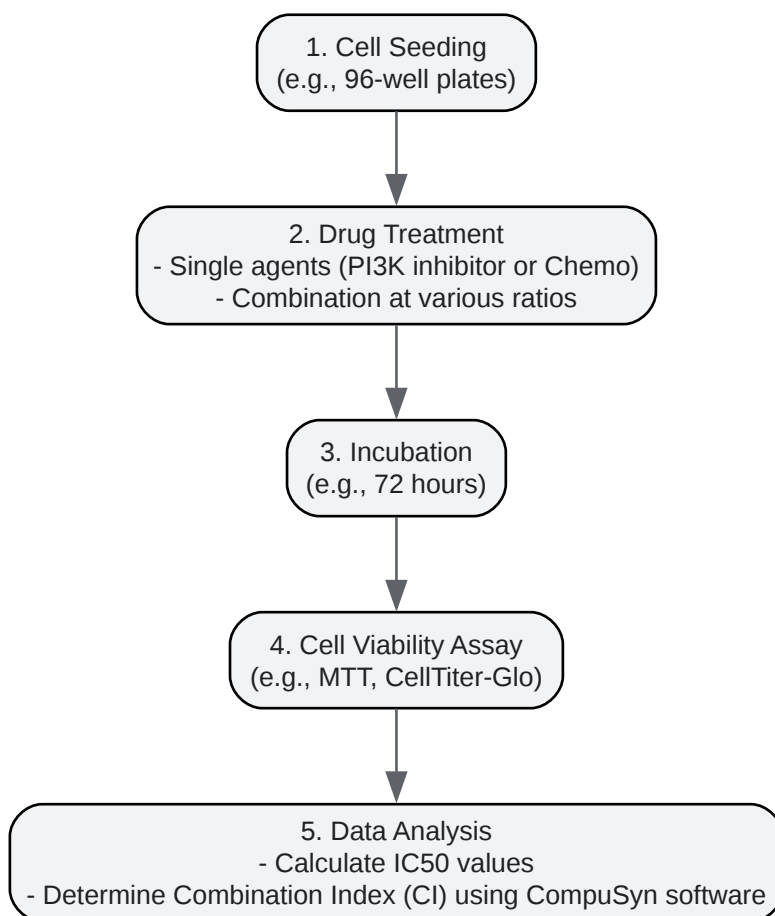 1. Cell Seeding
(e.g., 96-well plates)
2. Drug Treatment
- Single agents (PI3K inhibitor or Chemo)
- Combination at various ratios
3. Incubation
(e.g., 72 hours)
4. Cell Viability Assay
(e.g., MTT, CellTiter-Glo)
5. Data Analysis
- Calculate IC50 values
- Determine Combination Index (CI) using CompuSyn software